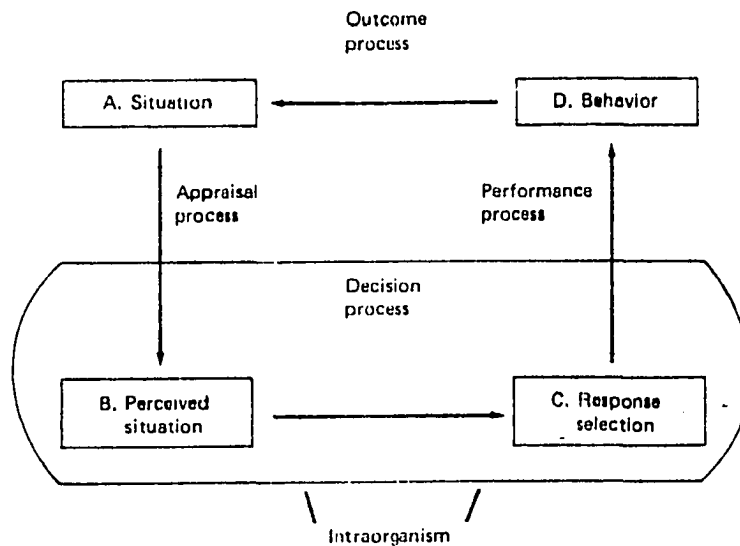 Outcome
process
A. Situation
D. Behavior
Appraisal
process
Performance
process
Decision
process
B. Perceived
situation
C. Response
selection
Intraorganism